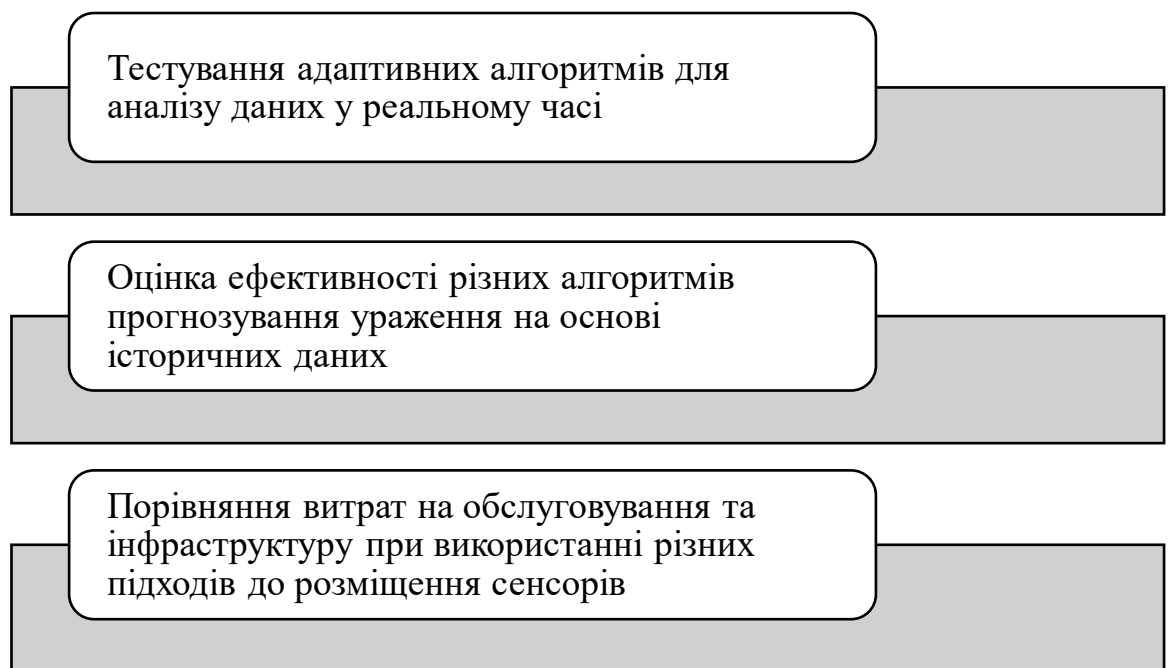 Тестування адаптивних алгоритмів для
аналізу даних у реальному часі
Оцінка ефективності різних алгоритмів
прогнозування ураження на основі
історичних даних
Порівняння витрат на обслуговування та
інфраструктуру при використанні різних
підходів до розміщення сенсорів